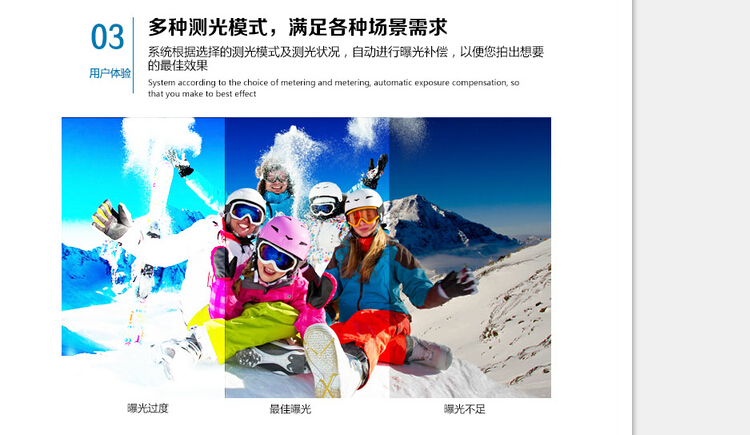 03
用户体验
多种测光模式，满足各种场景需求
系统根据选择的测光模式及测光状况，自动进行曝光补偿，以便您拍出想要
的最佳效果
System according to the choice of metering and metering, automatic exposure compensation, so
that you make to best effect
曝光过度
最佳曝光
曝光不足